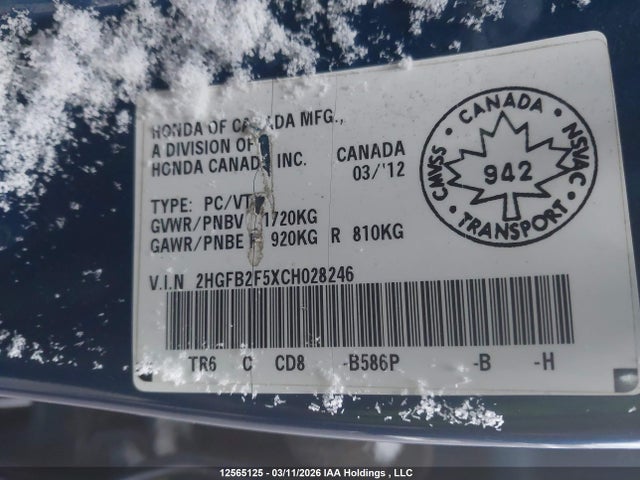 HONDA OF CANADA MFG.,
A DIVISION OF
HONDA CANADA INC.
CANADA
03/'12
TYPE: PC/VT
GVWR/PNBV 1720KG
GAWR/PNBE F 920KG R 810KG
V.I.N 2HGFB2F5XCH028246
TR6 C CD8 -B586P -B -H
CANADA
CMVSS · NSVAC
942
TRANSPORT
12565125 - 03/11/2026 IAA Holdings , LLC